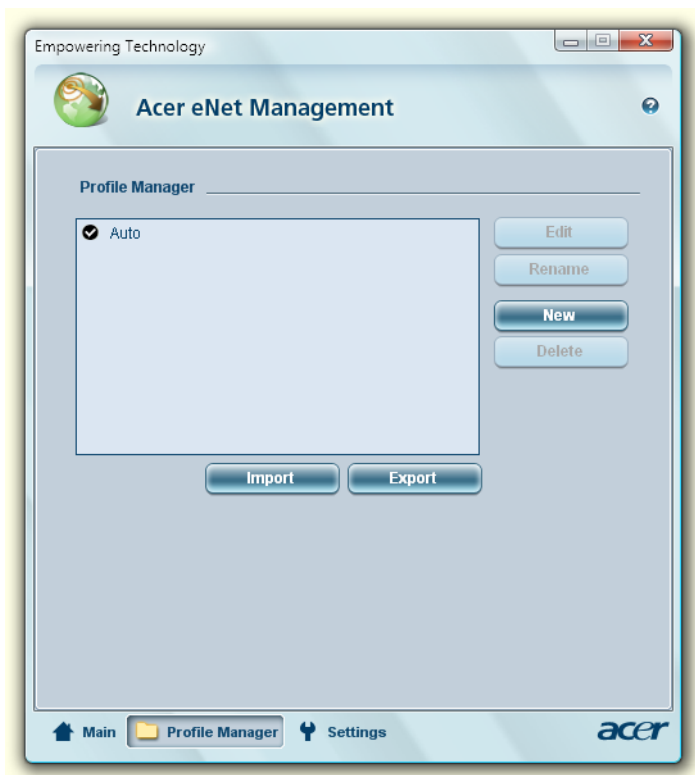 Empowering Technology
Acer eNet Management
Profile Manager
Auto
Edit
Rename
New
Delete
Import Export
Main Profile Manager Settings acer